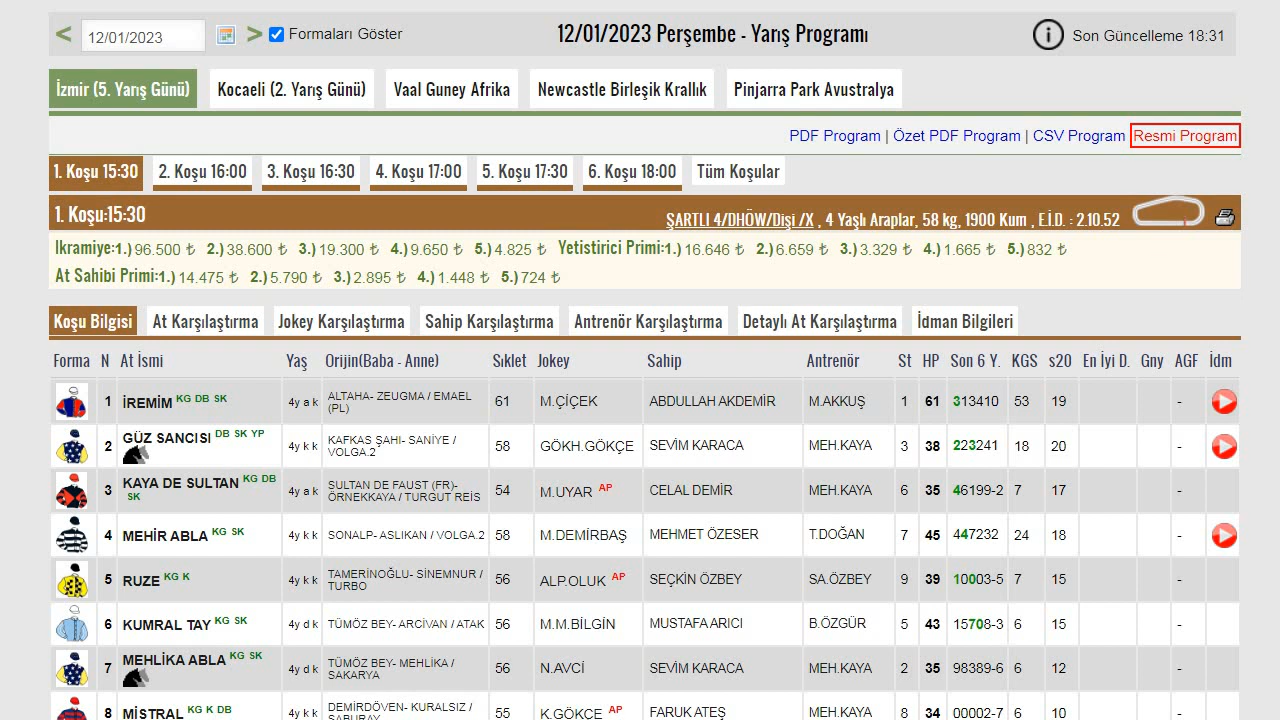 12/01/2023 Formaları Göster 12/01/2023 Perşembe - Yarış Programı Son Güncelleme 18:31
İzmir (5. Yarış Günü) Kocaeli (2. Yarış Günü) Vaal Guney Afrika Newcastle Birleşik Krallık Pinjarra Park Avustralya
PDF Program | Özet PDF Program | CSV Program Resmi Program
1. Koşu 15:30 2. Koşu 16:00 3. Koşu 16:30 4. Koşu 17:00 5. Koşu 17:30 6. Koşu 18:00 Tüm Koşular
1. Koşu:15:30 ŞARTLI 4/DHÖW/Dişi /X , 4 Yaşlı Araplar, 58 kg, 1900 Kum , E.İ.D. : 2.10.52
Ikramiye:1.) 96.500 ₺ 2.) 38.600 ₺ 3.) 19.300 ₺ 4.) 9.650 ₺ 5.) 4.825 ₺ Yetistirici Primi:1.) 16.646 ₺ 2.) 6.659 ₺ 3.) 3.329 ₺ 4.) 1.665 ₺ 5.) 832 ₺
At Sahibi Primi:1.) 14.475 ₺ 2.) 5.790 ₺ 3.) 2.895 ₺ 4.) 1.448 ₺ 5.) 724 ₺
Koşu Bilgisi At Karşılaştırma Jokey Karşılaştırma Sahip Karşılaştırma Antrenör Karşılaştırma Detaylı At Karşılaştırma İdman Bilgileri
Forma N At İsmi Yaş Orijin(Baba - Anne) Sıklet Jokey Sahip Antrenör St HP Son 6 Y. KGS s20 En İyi D. Gny AGF İdm
1 İREMİM KG DB SK 4y a k ALTAHA- ZEUGMA / EMAEL (PL) 61 M.ÇİÇEK ABDULLAH AKDEMİR M.AKKUŞ 1 61 313410 53 19 -
2 GÜZ SANCISI DB SK YP 4y k k KAFKAS ŞAHI- SANİYE / VOLGA.2 58 GÖKH.GÖKÇE SEVİM KARACA MEH.KAYA 3 38 223241 18 20 -
3 KAYA DE SULTAN KG DB SK 4y a k SULTAN DE FAUST (FR)- ÖRNEKKAYA / TURGUT REİS 54 M.UYAR AP CELAL DEMİR MEH.KAYA 6 35 46199-2 7 17 -
4 MEHİR ABLA KG SK 4y k k SONALP- ASLIKAN / VOLGA.2 58 M.DEMİRBAŞ MEHMET ÖZESER T.DOĞAN 7 45 447232 24 18 -
5 RUZE KG K 4y k k TAMERİNOĞLU- SİNEMNUR / TURBO 56 ALP.OLUK AP SEÇKİN ÖZBEY SA.ÖZBEY 9 39 10003-5 7 15 -
6 KUMRAL TAY KG SK 4y d k TÜMÖZ BEY- ARCİVAN / ATAK 56 M.M.BİLGİN MUSTAFA ARICI B.ÖZGÜR 5 43 15708-3 6 15 -
7 MEHLİKA ABLA KG SK 4y d k TÜMÖZ BEY- MEHLİKA / SAKARYA 56 N.AVCİ SEVİM KARACA MEH.KAYA 2 35 98389-6 6 12 -
8 MİSTRAL KG K DB 4y k k DEMİRDÖVEN- KURALSIZ / SABURAY 55 K.GÖKÇE AP FARUK ATEŞ MEH.KAYA 8 34 00002-7 6 10 -